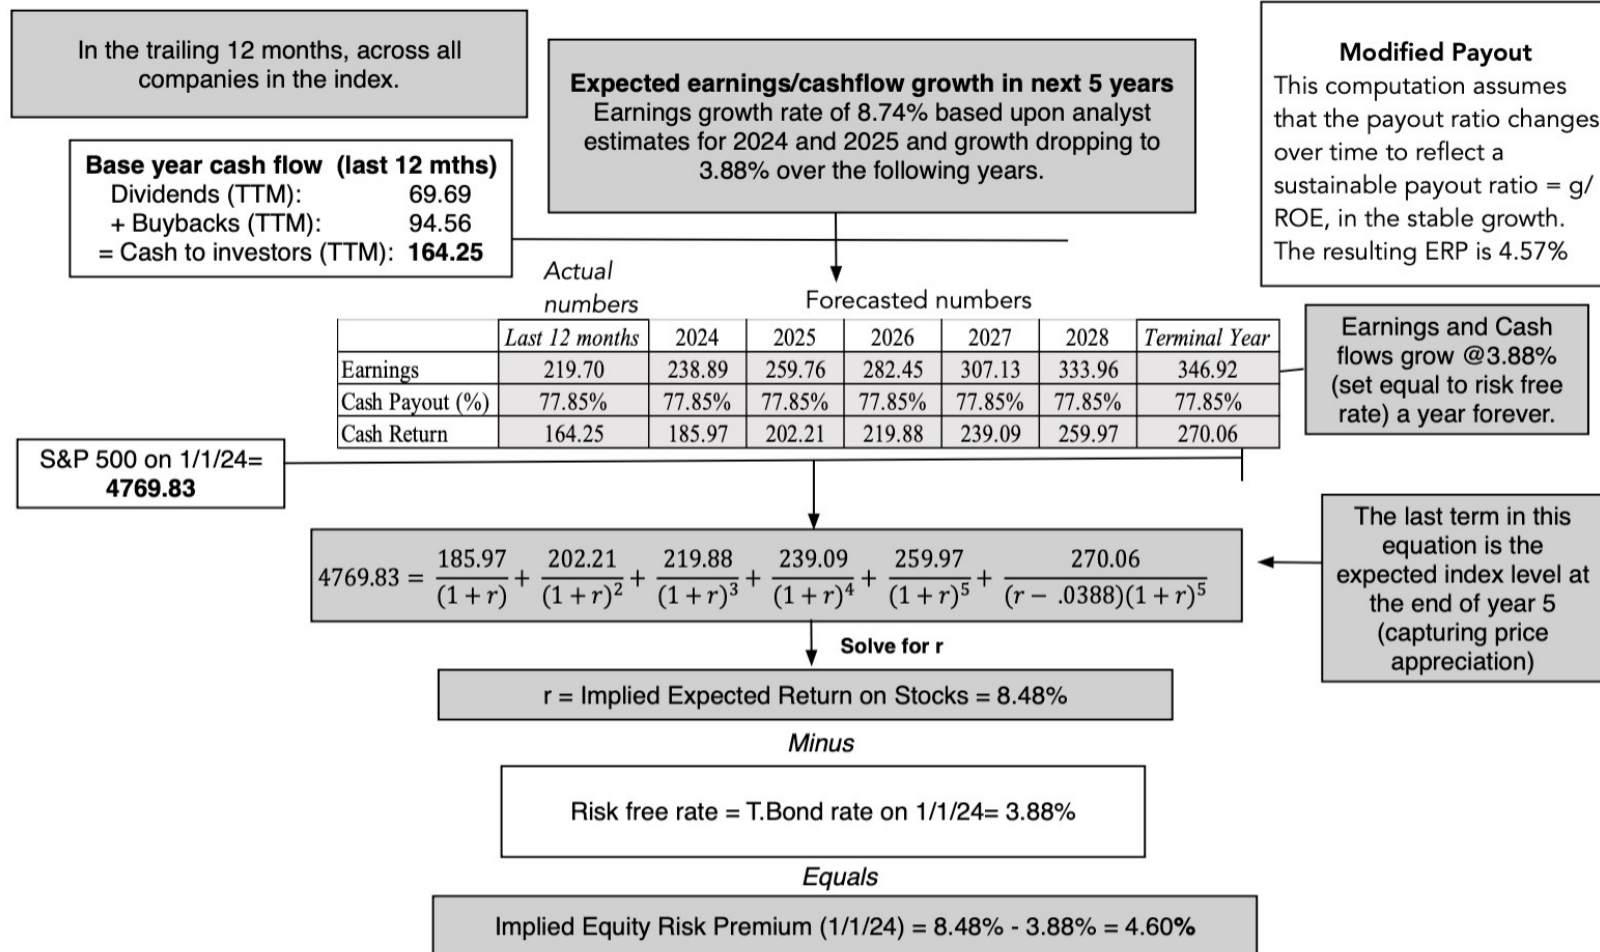 In the trailing 12 months, across all
companies in the index.
Expected earnings/cashflow growth in next 5 years
Earnings growth rate of 8.74% based upon analyst
estimates for 2024 and 2025 and growth dropping to
3.88% over the following years.
Modified Payout
This computation assumes
that the payout ratio changes
over time to reflect a
sustainable payout ratio = g/
ROE, in the stable growth.
The resulting ERP is 4.57%
Base year cash flow (last 12 mths)
Dividends (TTM): 69.69
+ Buybacks (TTM): 94.56
= Cash to investors (TTM): 164.25
Actual
numbers
Forecasted numbers
Last 12 months 2024 2025 2026 2027 2028 Terminal Year
Earnings 219.70 238.89 259.76 282.45 307.13 333.96 346.92
Cash Payout (%) 77.85% 77.85% 77.85% 77.85% 77.85% 77.85% 77.85%
Cash Return 164.25 185.97 202.21 219.88 239.09 259.97 270.06
Earnings and Cash
flows grow @3.88%
(set equal to risk free
rate) a year forever.
S&P 500 on 1/1/24=
4769.83
4769.83 = 185.97/(1+r) + 202.21/(1+r)² + 219.88/(1+r)³ + 239.09/(1+r)⁴ + 259.97/(1+r)⁵ + 270.06/(r − .0388)(1+r)⁵
The last term in this
equation is the
expected index level at
the end of year 5
(capturing price
appreciation)
Solve for r
r = Implied Expected Return on Stocks = 8.48%
Minus
Risk free rate = T.Bond rate on 1/1/24= 3.88%
Equals
Implied Equity Risk Premium (1/1/24) = 8.48% - 3.88% = 4.60%